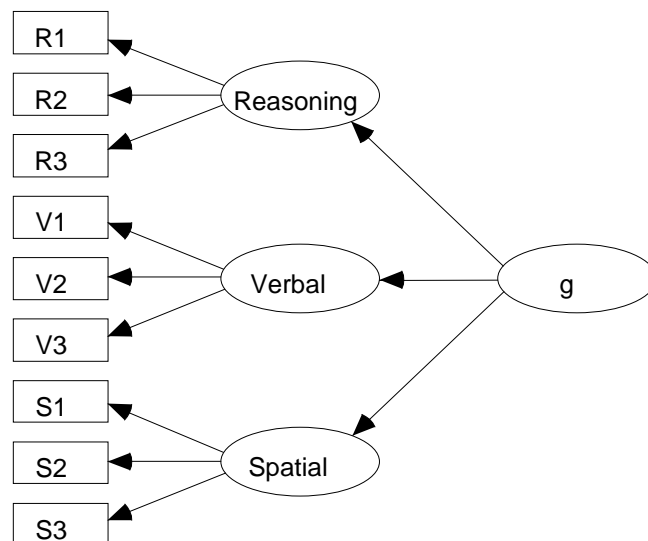 R1
R2
R3
V1
V2
V3
S1
S2
S3
Reasoning
Verbal
Spatial
g